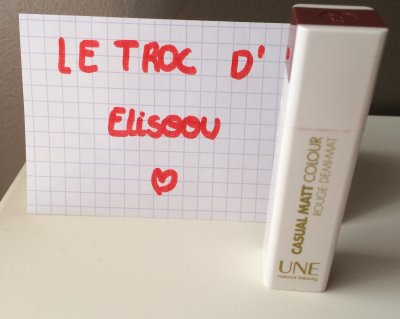 LE TROC D'
Elisoou
CASUAL MATT COLOUR
ROUGE DEMI-MAT
UNE
natural beauty